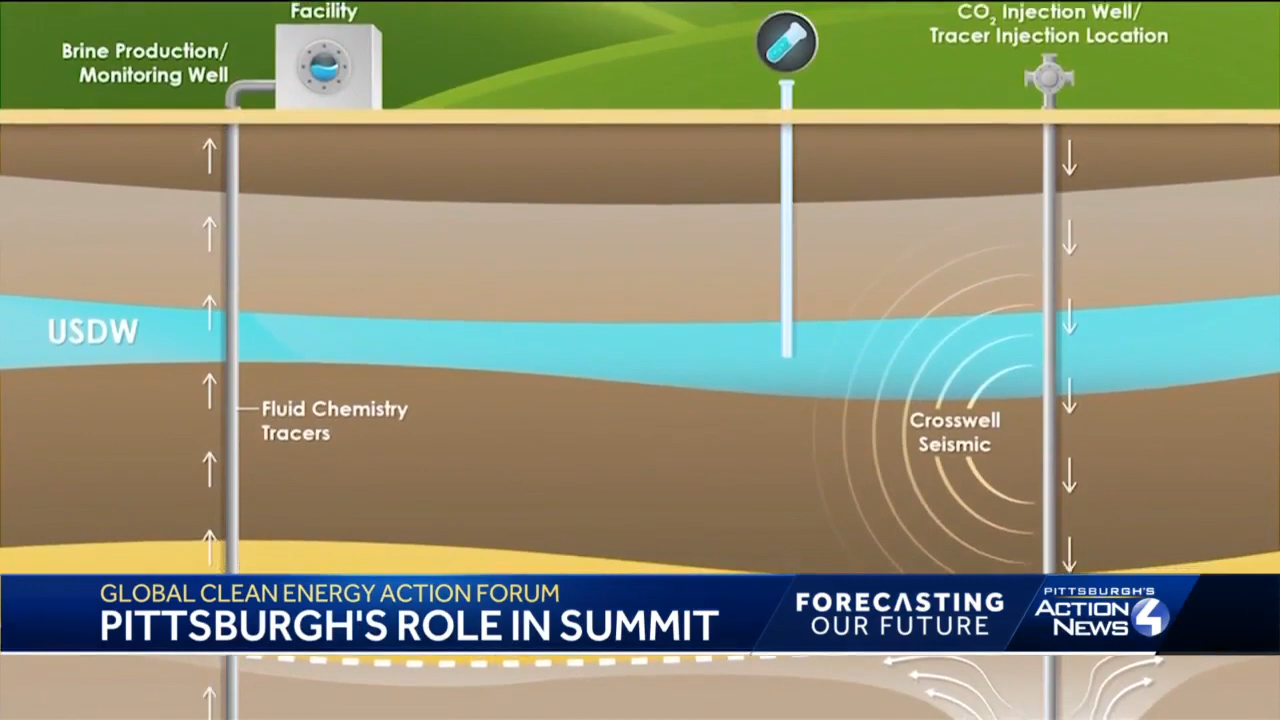 Facility
CO₂ Injection Well/
Tracer Injection Location
Brine Production/
Monitoring Well
USDW
Fluid Chemistry
Tracers
Crosswell
Seismic
GLOBAL CLEAN ENERGY ACTION FORUM
PITTSBURGH'S ROLE IN SUMMIT
FORECASTING
OUR FUTURE
PITTSBURGH'S
ACTION
NEWS 4